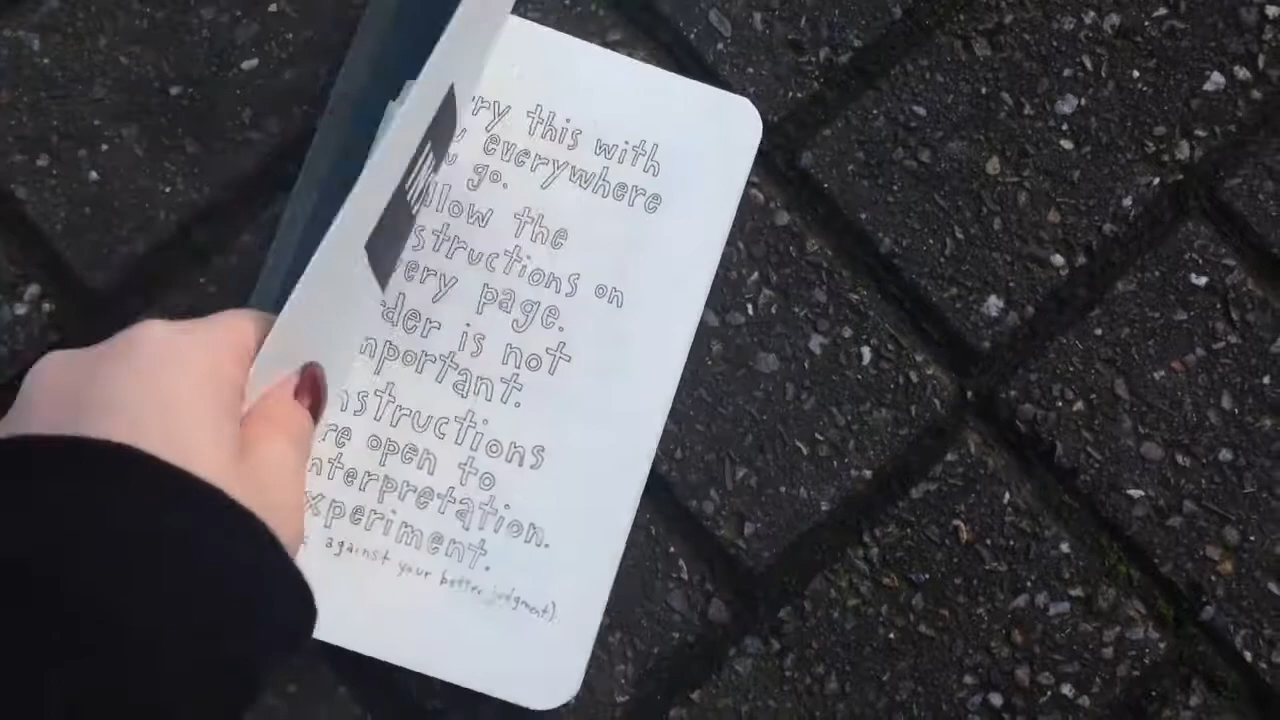 ry this with
u everywhere
u go.
llow the
structions on
ery page.
der is not
nportant.
nstructions
re open to
nterpretation.
xperiment.
against your better judgment).